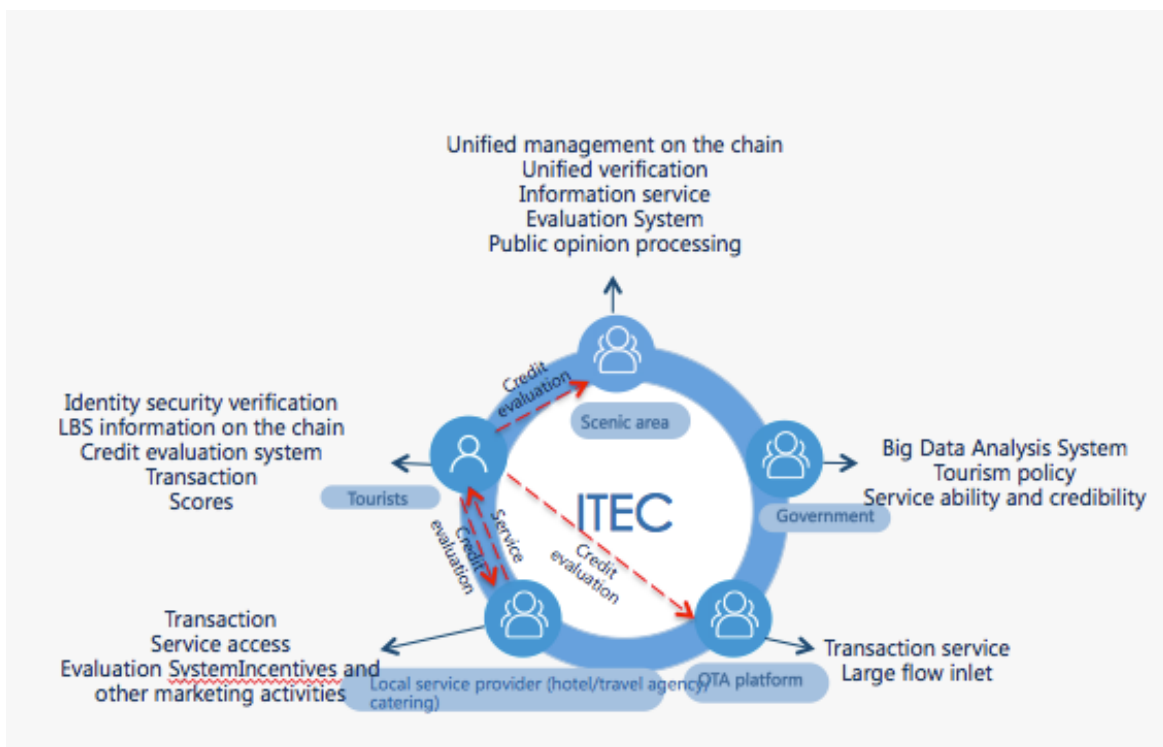 Unified management on the chain
Unified verification
Information service
Evaluation System
Public opinion processing
Credit
evaluation
Scenic area
Identity security verification
LBS information on the chain
Credit evaluation system
Transaction
Scores
Tourists
Big Data Analysis System
Tourism policy
Service ability and credibility
Government
ITEC
Service
Credit
evaluation
Credit
evaluation
Transaction
Service access
Evaluation SystemIncentives and
other marketing activities
Local service provider (hotel/travel agency/
catering)
OTA platform
Transaction service
Large flow inlet